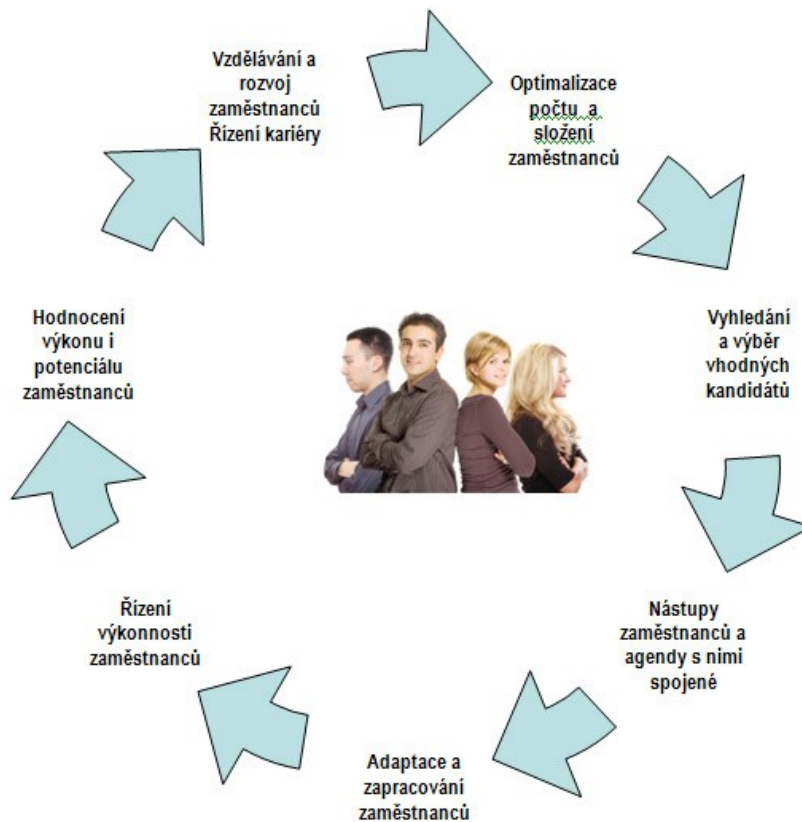 Vzdělávání a
rozvoj
zaměstnanců
Řízení kariéry
Optimalizace
počtu a
složení
zaměstnanců
Vyhledání
a výběr
vhodných
kandidátů
Nástupy
zaměstnanců a
agendy s nimi
spojené
Adaptace a
zapracování
zaměstnanců
Řízení
výkonnosti
zaměstnanců
Hodnocení
výkonu i
potenciálu
zaměstnanců